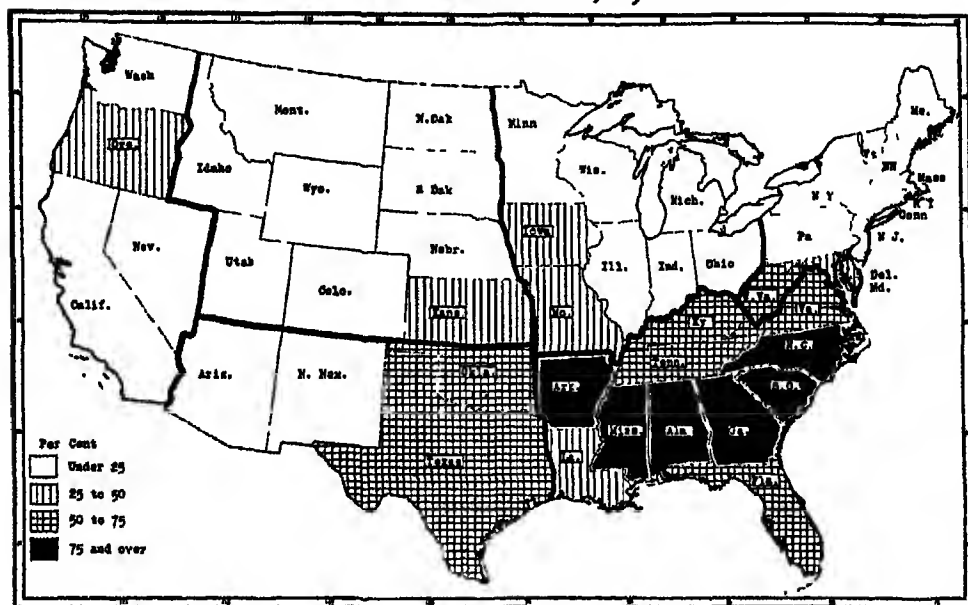 Wash
Ore.
Calif.
Nev.
Idaho
Mont.
Wyo.
Utah
Colo.
Ariz.
N. Mex.
N.Dak
S Dak
Nebr.
Kans.
Okla.
Texas
Minn
Iowa
Mo.
Ark.
La.
Wis.
Ill.
Mich.
Ind.
Ohio
Ky
Tenn.
Miss.
Ala.
Ga.
Fla.
S.C.
N.C.
Va.
W.Va.
Pa
N Y
Vt
NH
Me.
Mass
R I
Conn
N J.
Del.
Md.
Per Cent
Under 25
25 to 50
50 to 75
75 and over